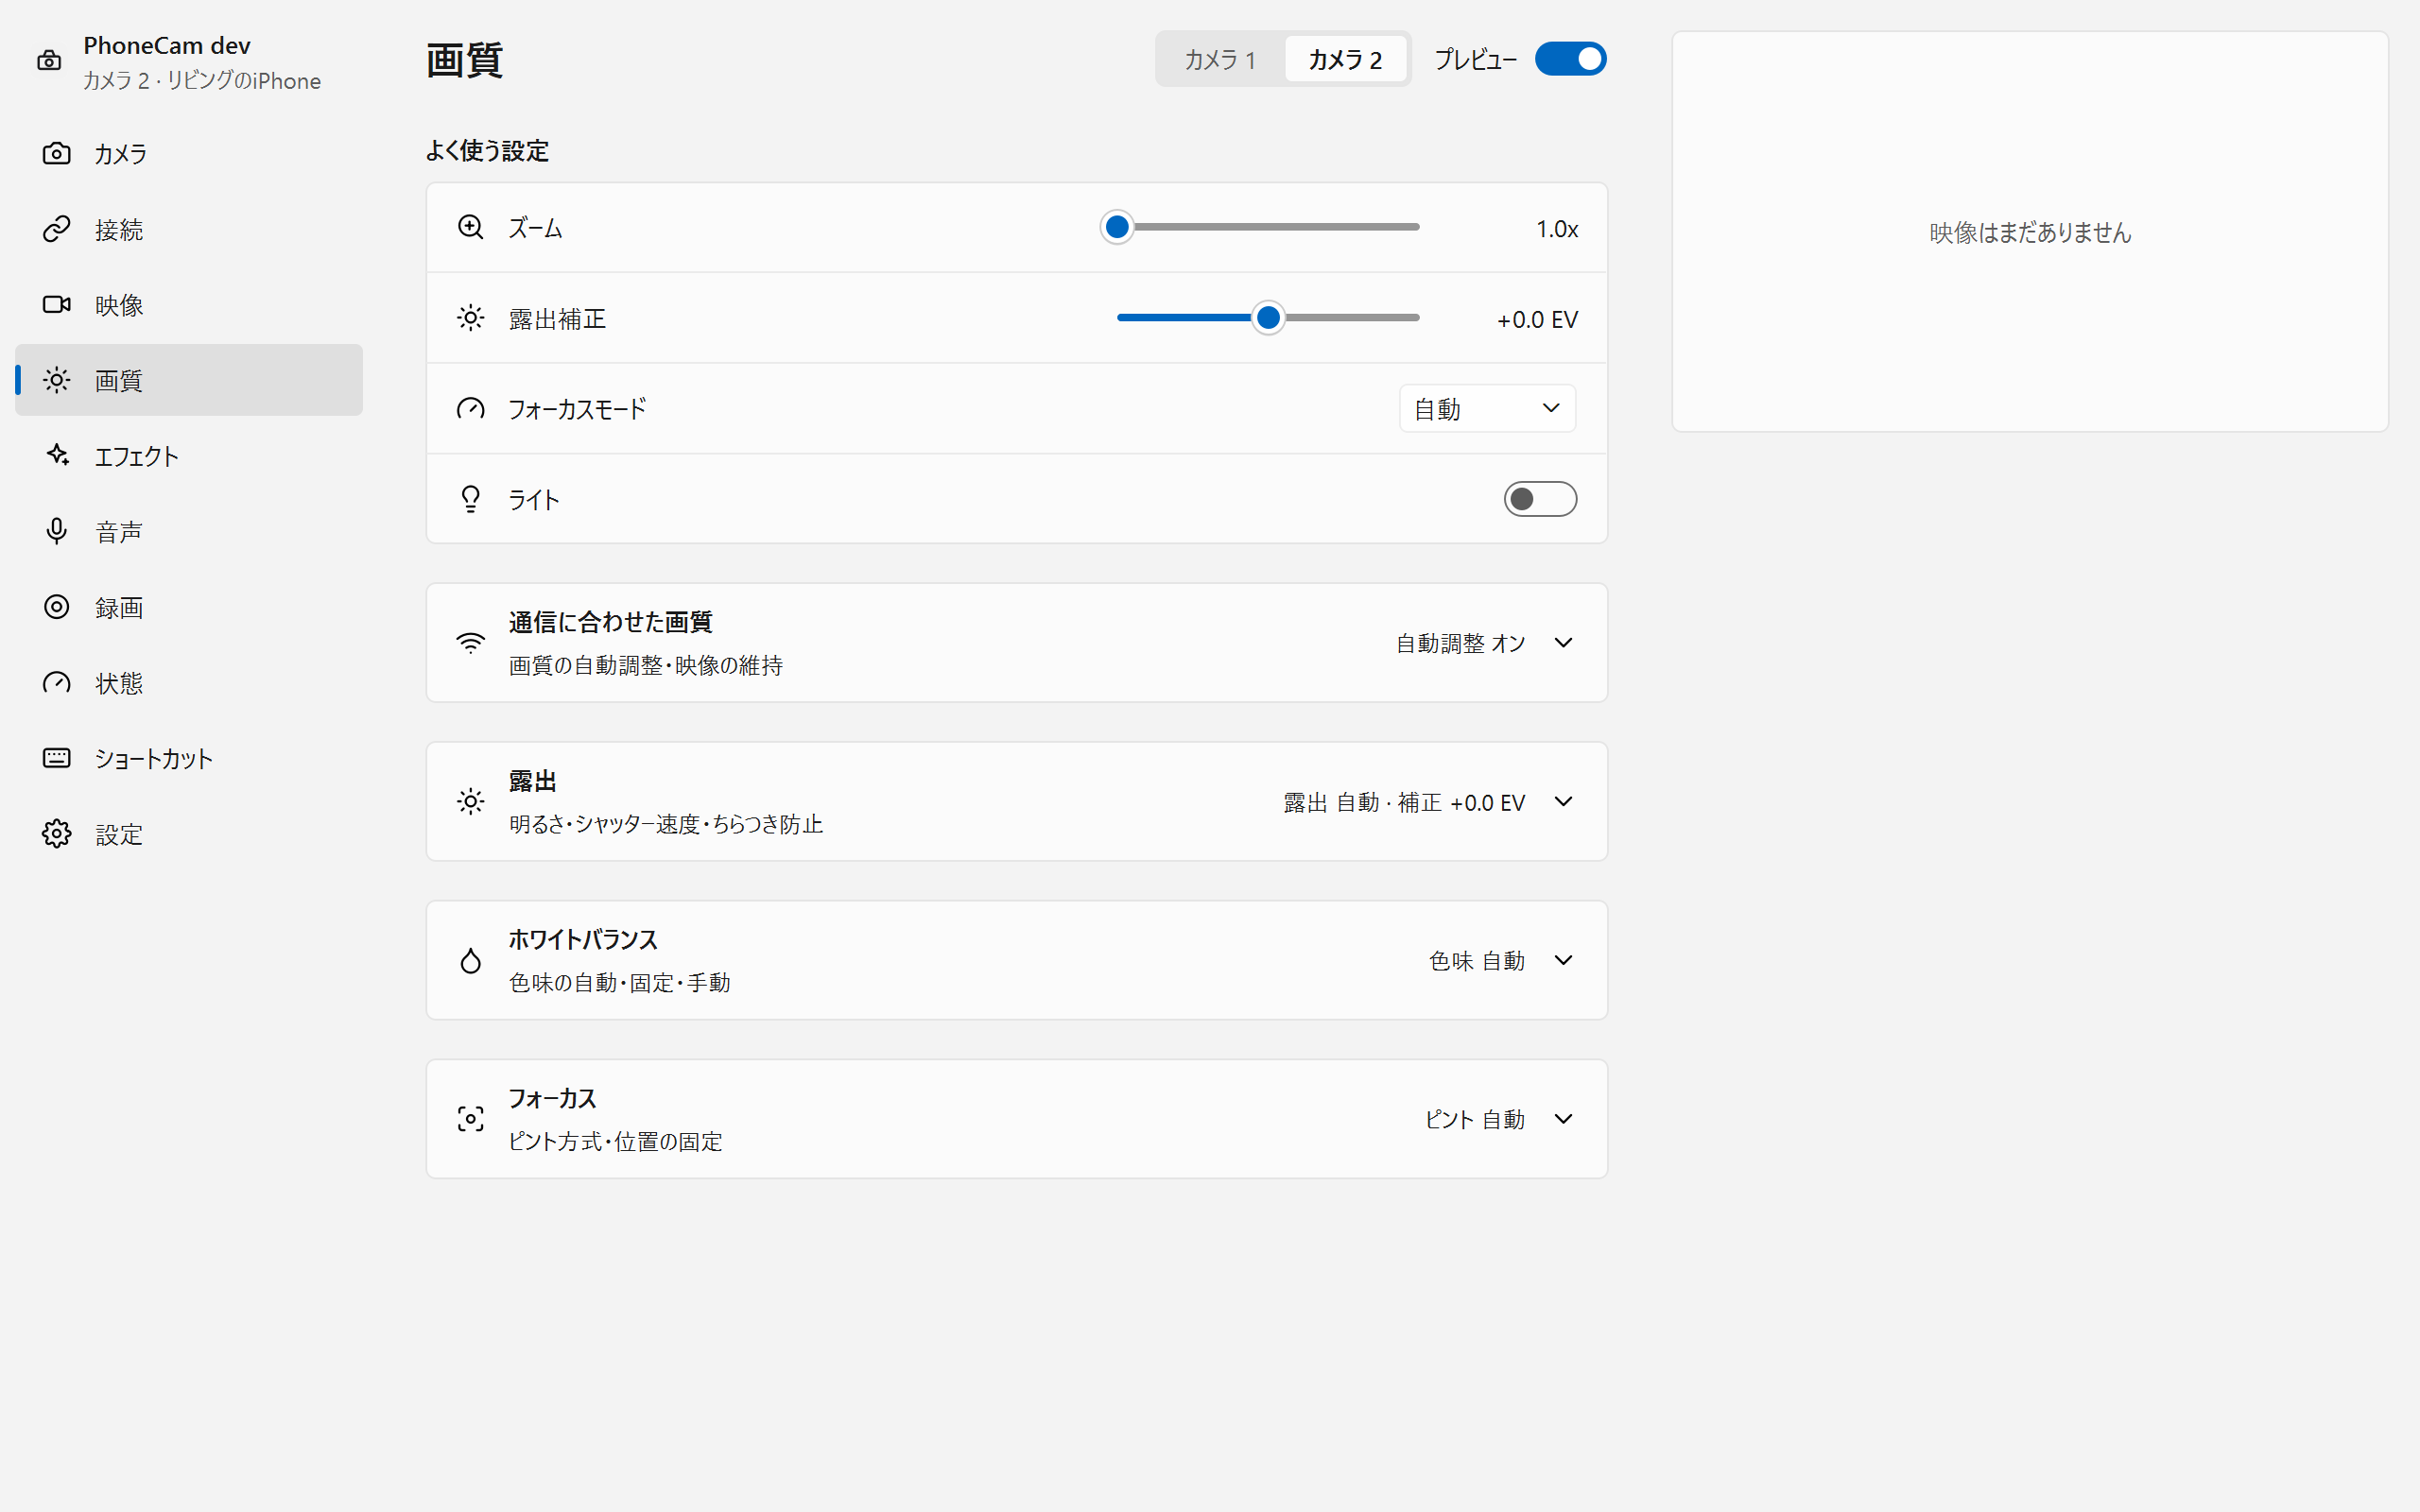 PhoneCam dev
カメラ 2 · リビングのiPhone
カメラ
接続
映像
画質
エフェクト
音声
録画
状態
ショートカット
設定
画質
カメラ 1
カメラ 2
プレビュー
よく使う設定
ズーム
1.0x
露出補正
+0.0 EV
フォーカスモード
自動
ライト
通信に合わせた画質
画質の自動調整・映像の維持
自動調整 オン
露出
明るさ・シャッター速度・ちらつき防止
露出 自動 · 補正 +0.0 EV
ホワイトバランス
色味の自動・固定・手動
色味 自動
フォーカス
ピント方式・位置の固定
ピント 自動
映像はまだありません